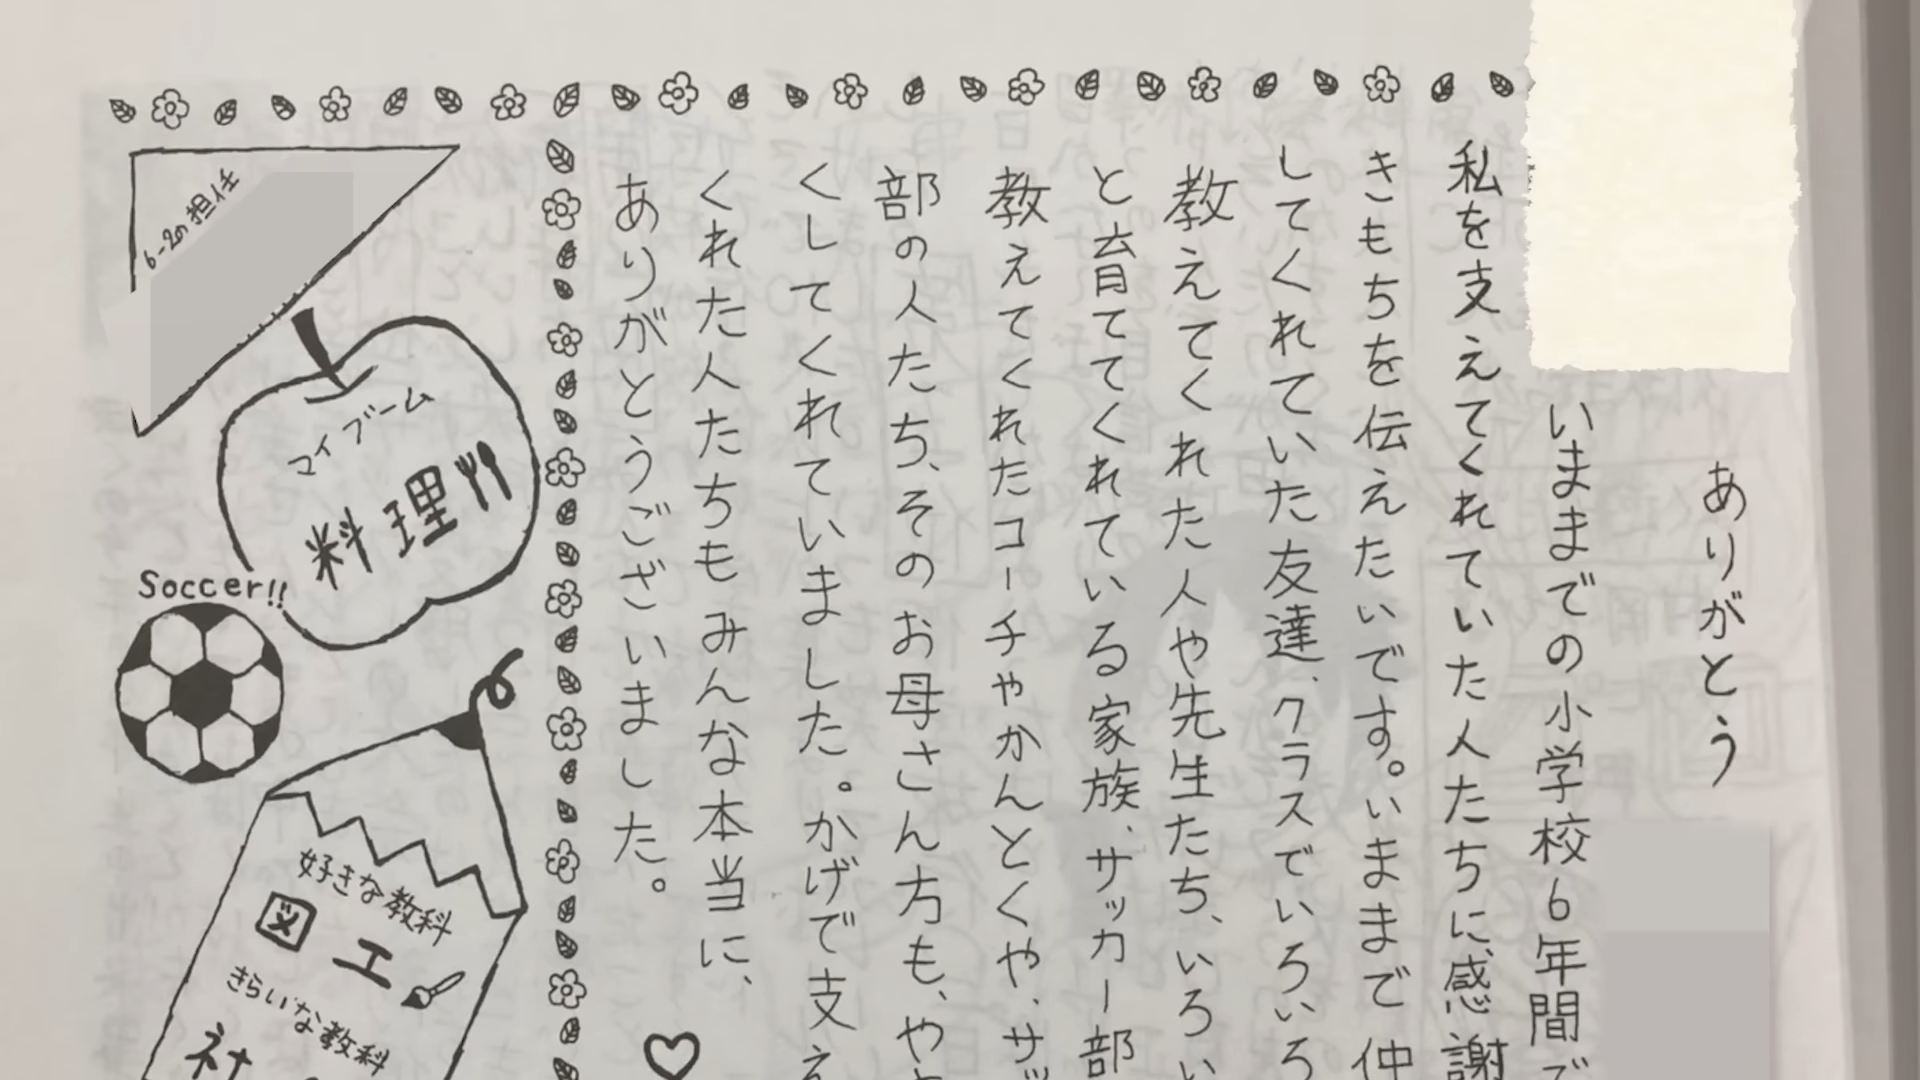 ありがとう
いままでの小学校6年間で
私を支えてくれていた人たちに感謝
きもちを伝えたいです。いままで仲
してくれていた友達、クラスでいろいろ
教えてくれた人や先生たち、いろい
と育ててくれている家族、サッカー部
教えてくれたコーチやかんとくや、サッ
部の人たち、そのお母さん方も、やさ
くしてくれていました。かげで支え
くれた人たちもみんな本当に、
ありがとうございました。
6-2の担任
マイブーム
料理
Soccer!!
好きな教科
図工
きらいな教科
社